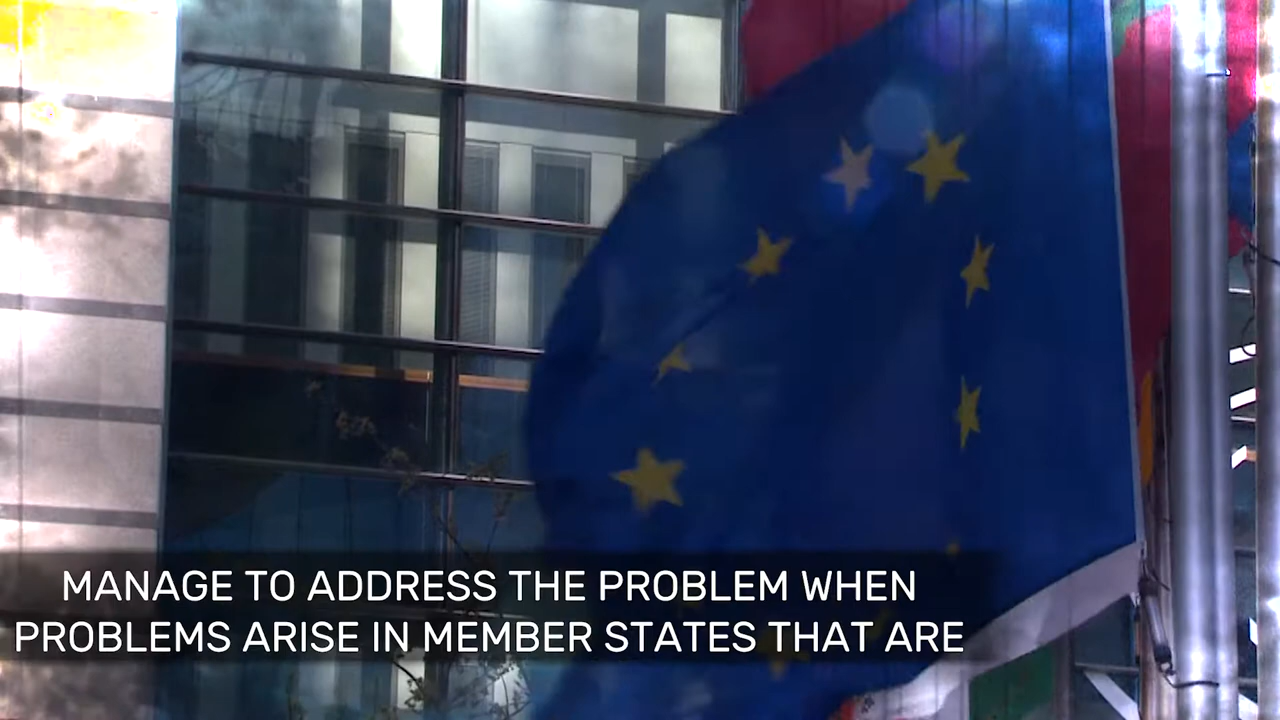 MANAGE TO ADDRESS THE PROBLEM WHEN
PROBLEMS ARISE IN MEMBER STATES THAT ARE